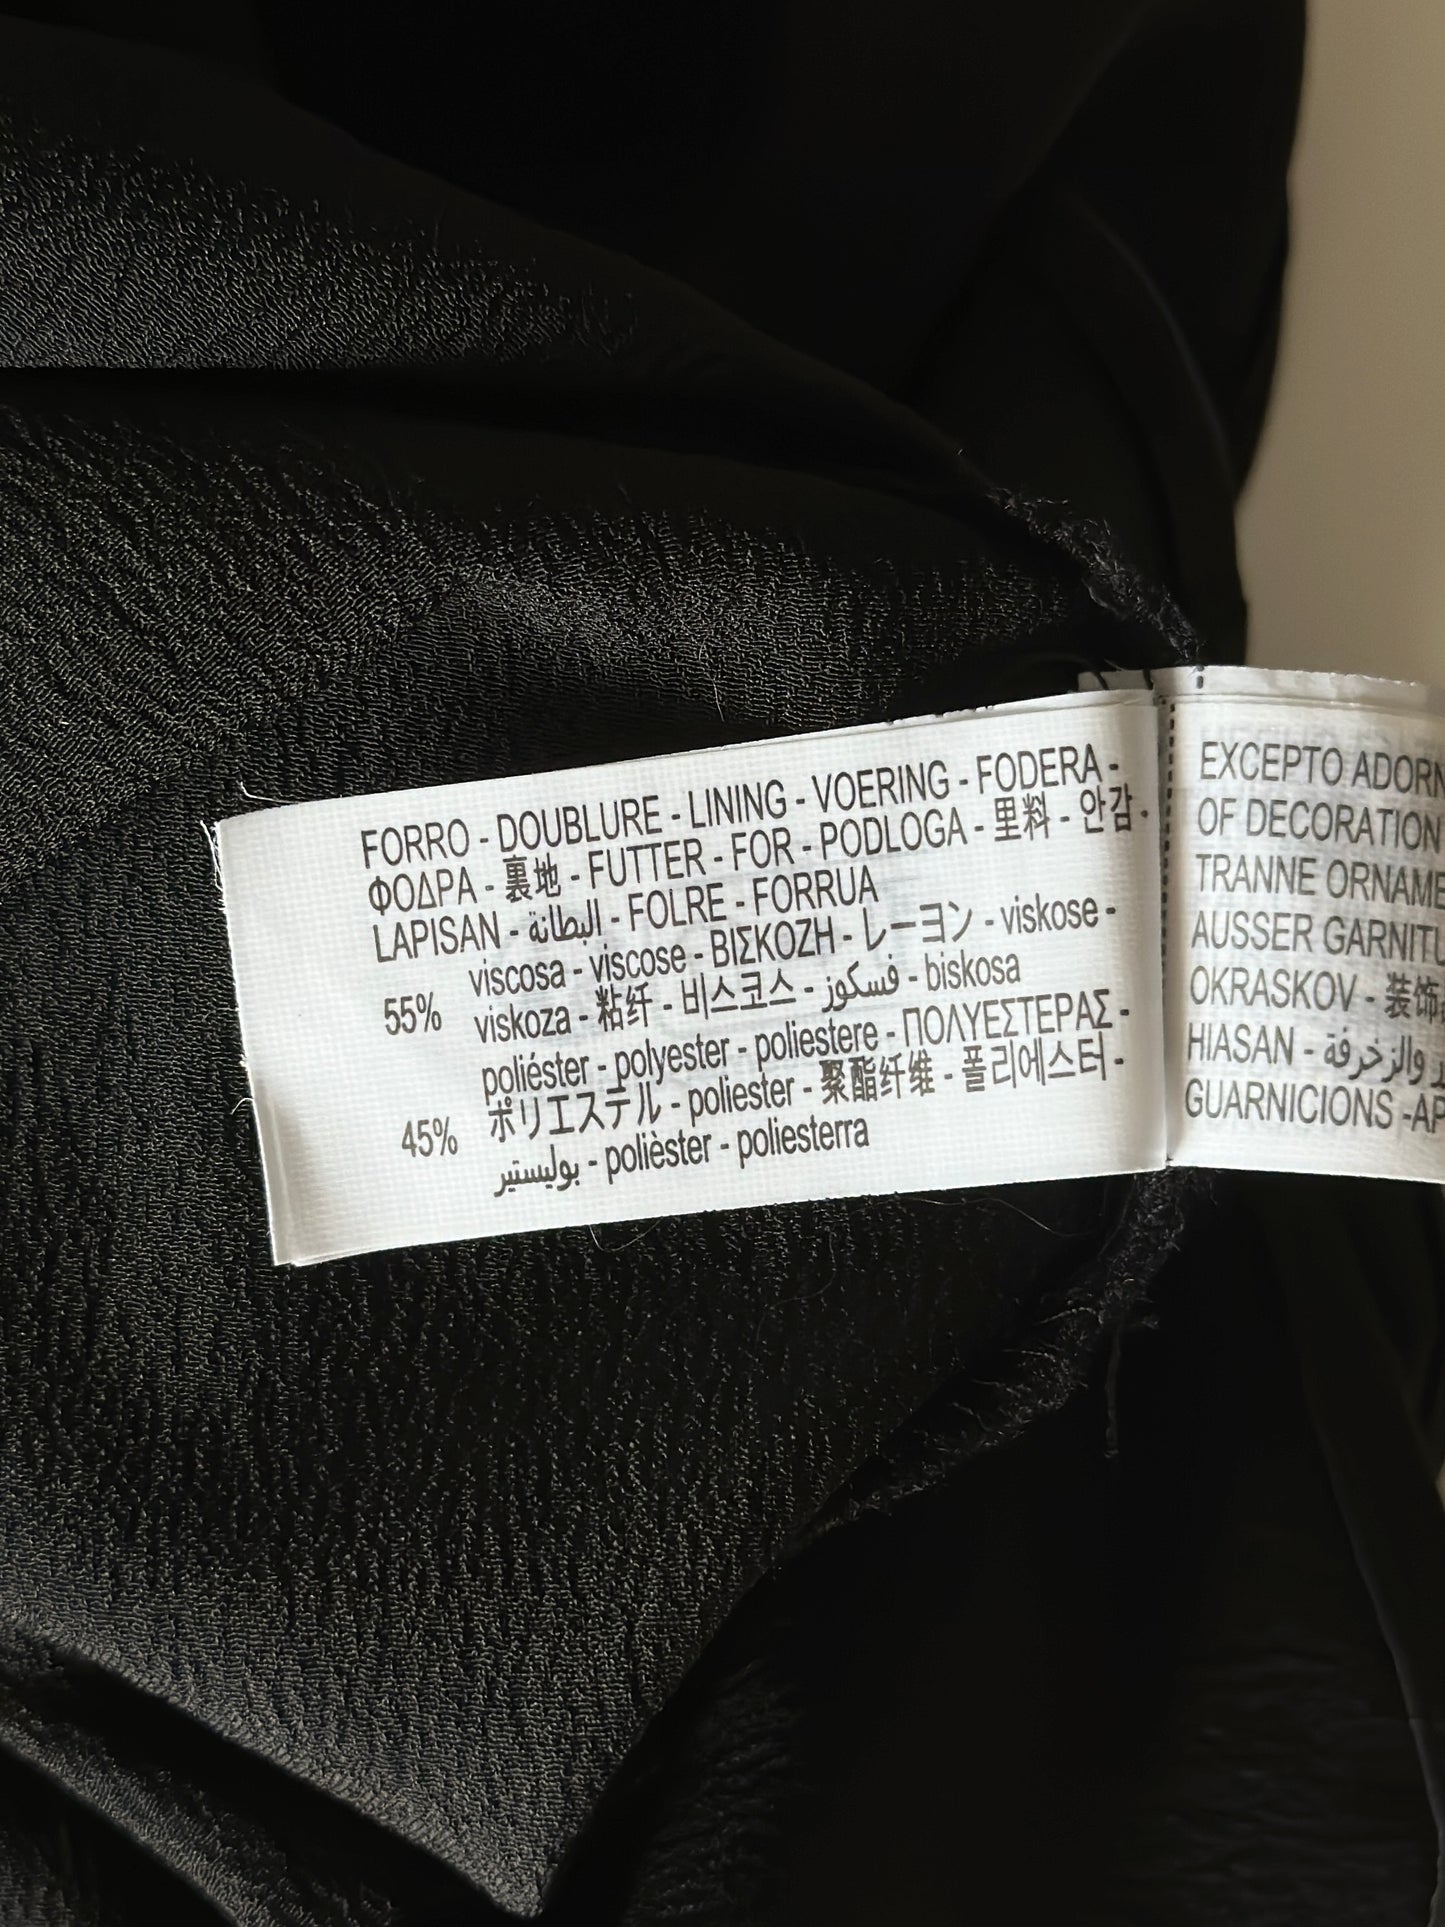 FORRO - DOUBLURE - LINING - VOERING - FODERA -
ΦΟΔΡΑ - 裏地 - FUTTER - FOR - PODLOGA - 里料 - 안감 -
LAPISAN - البطانة - FOLRE - FORRUA
viscosa - viscose - ΒΙΣΚΟΖΗ - レーヨン - viskose -
55% viskoza - 粘纤 - 비스코스 - فسكوز - biskosa
poliéster - polyester - poliestere - ΠΟΛΥΕΣΤΕΡΑΣ -
45% ポリエステル - poliester - 聚酯纤维 - 폴리에스터 -
بوليستير - polièster - poliesterra
EXCEPTO ADORN
OF DECORATION
TRANNE ORNAME
AUSSER GARNITU
OKRASKOV - 装饰
HIASAN - والزخرفة
GUARNICIONS -AP